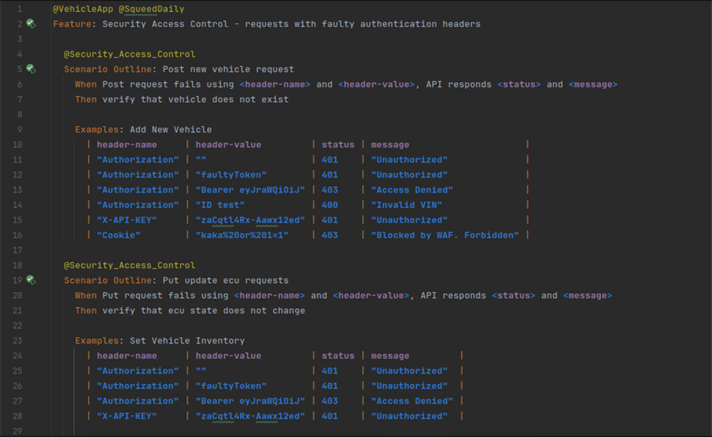 1 @VehicleApp @SqueedDaily
2 Feature: Security Access Control - requests with faulty authentication headers
3
4 @Security_Access_Control
5 Scenario Outline: Post new vehicle request
6 When Post request fails using <header-name> and <header-value>, API responds <status> and <message>
7 Then verify that vehicle does not exist
8
9 Examples: Add New Vehicle
10 | header-name | header-value | status | message |
11 | "Authorization" | "" | 401 | "Unauthorized" |
12 | "Authorization" | "faultyToken" | 401 | "Unauthorized" |
13 | "Authorization" | "Bearer eyJraWQiOiJ" | 403 | "Access Denied" |
14 | "Authorization" | "ID test" | 400 | "Invalid VIN" |
15 | "X-API-KEY" | "zaCqtl4Rx-Aawx12ed" | 401 | "Unauthorized" |
16 | "Cookie" | "kaka%20or%201=1" | 403 | "Blocked by WAF. Forbidden" |
17
18 @Security_Access_Control
19 Scenario Outline: Put update ecu requests
20 When Put request fails using <header-name> and <header-value>, API responds <status> and <message>
21 Then verify that ecu state does not change
22
23 Examples: Set Vehicle Inventory
24 | header-name | header-value | status | message |
25 | "Authorization" | "" | 401 | "Unauthorized" |
26 | "Authorization" | "faultyToken" | 401 | "Unauthorized" |
27 | "Authorization" | "Bearer eyJraWQiOiJ" | 403 | "Access Denied" |
28 | "X-API-KEY" | "zaCqtl4Rx-Aawx12ed" | 401 | "Unauthorized" |
29